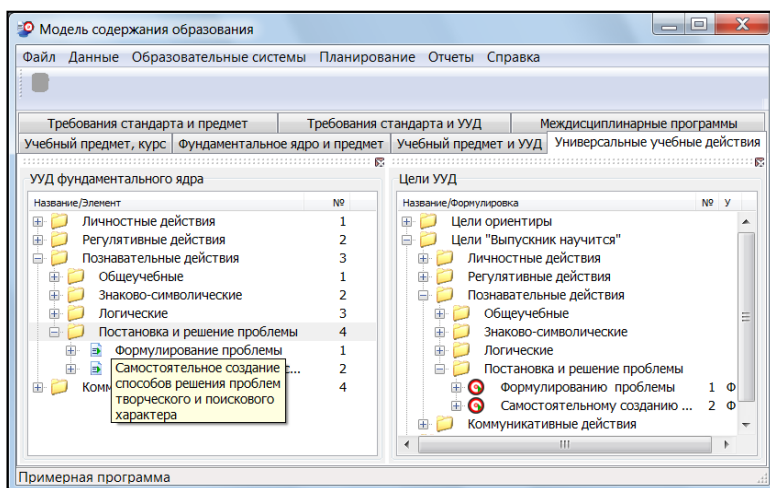 Модель содержания образования
Файл Данные Образовательные системы Планирование Отчеты Справка
Требования стандарта и предмет Требования стандарта и УУД Междисциплинарные программы
Учебный предмет, курс Фундаментальное ядро и предмет Учебный предмет и УУД Универсальные учебные действия
УУД фундаментального ядра
Название/Элемент №
Личностные действия 1
Регулятивные действия 2
Познавательные действия 3
Общеучебные 1
Знаково-символические 2
Логические 3
Постановка и решение проблемы 4
Формулирование проблемы 1
с... 2
Комм 4
Самостоятельное создание
способов решения проблем
творческого и поискового
характера
Цели УУД
Название/Формулировка № У
Цели ориентиры
Цели "Выпускник научится"
Личностные действия
Регулятивные действия
Познавательные действия
Общеучебные
Знаково-символические
Логические
Постановка и решение проблемы
Формулированию проблемы 1 Ф
Самостоятельному созданию ... 2 Ф
Коммуникативные действия
Примерная программа